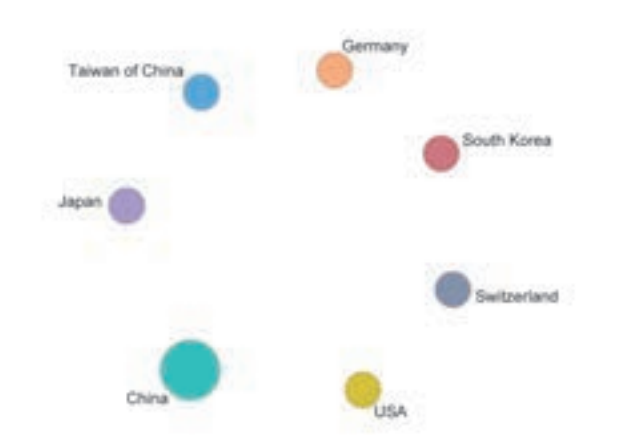 Germany
Taiwan of China
South Korea
Japan
Switzerland
China
USA